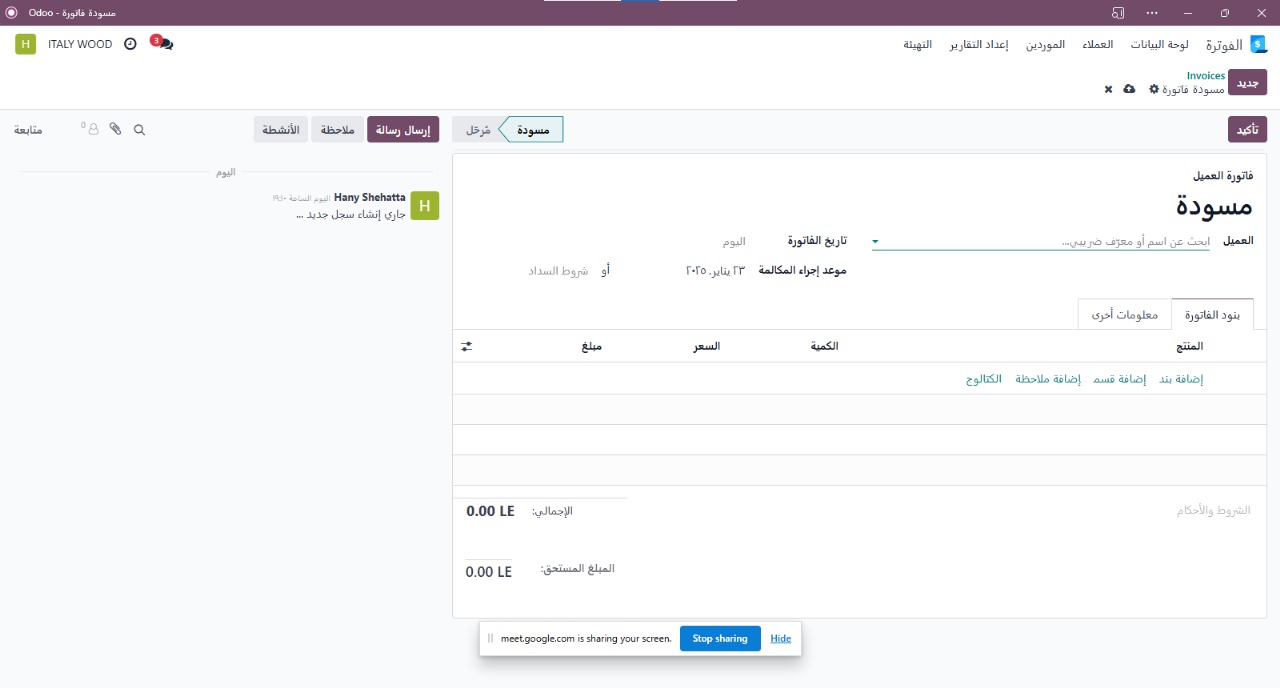 Odoo - مسودة فاتورة
الفوترة
لوحة البيانات
العملاء
الموردين
إعداد التقارير
التهيئة
3
ITALY WOOD
H
جديد
Invoices
مسودة فاتورة
تأكيد
مسودة
مُرحّل
إرسال رسالة
ملاحظة
الأنشطة
0
متابعة
فاتورة العميل
مسودة
العميل
ابحث عن اسم أو معرّف ضريبي...
تاريخ الفاتورة
اليوم
موعد إجراء المكالمة
٢٣ يناير، ٢٠٢٥
أو
شروط السداد
بنود الفاتورة
معلومات أخرى
المنتج
الكمية
السعر
مبلغ
إضافة بند
إضافة قسم
إضافة ملاحظة
الكتالوج
الشروط والأحكام
الإجمالي:
0.00 LE
المبلغ المستحق:
0.00 LE
اليوم
H
Hany Shehatta
اليوم الساعة ١٩:١٠
جاري إنشاء سجل جديد ...
meet.google.com is sharing your screen.
Stop sharing
Hide